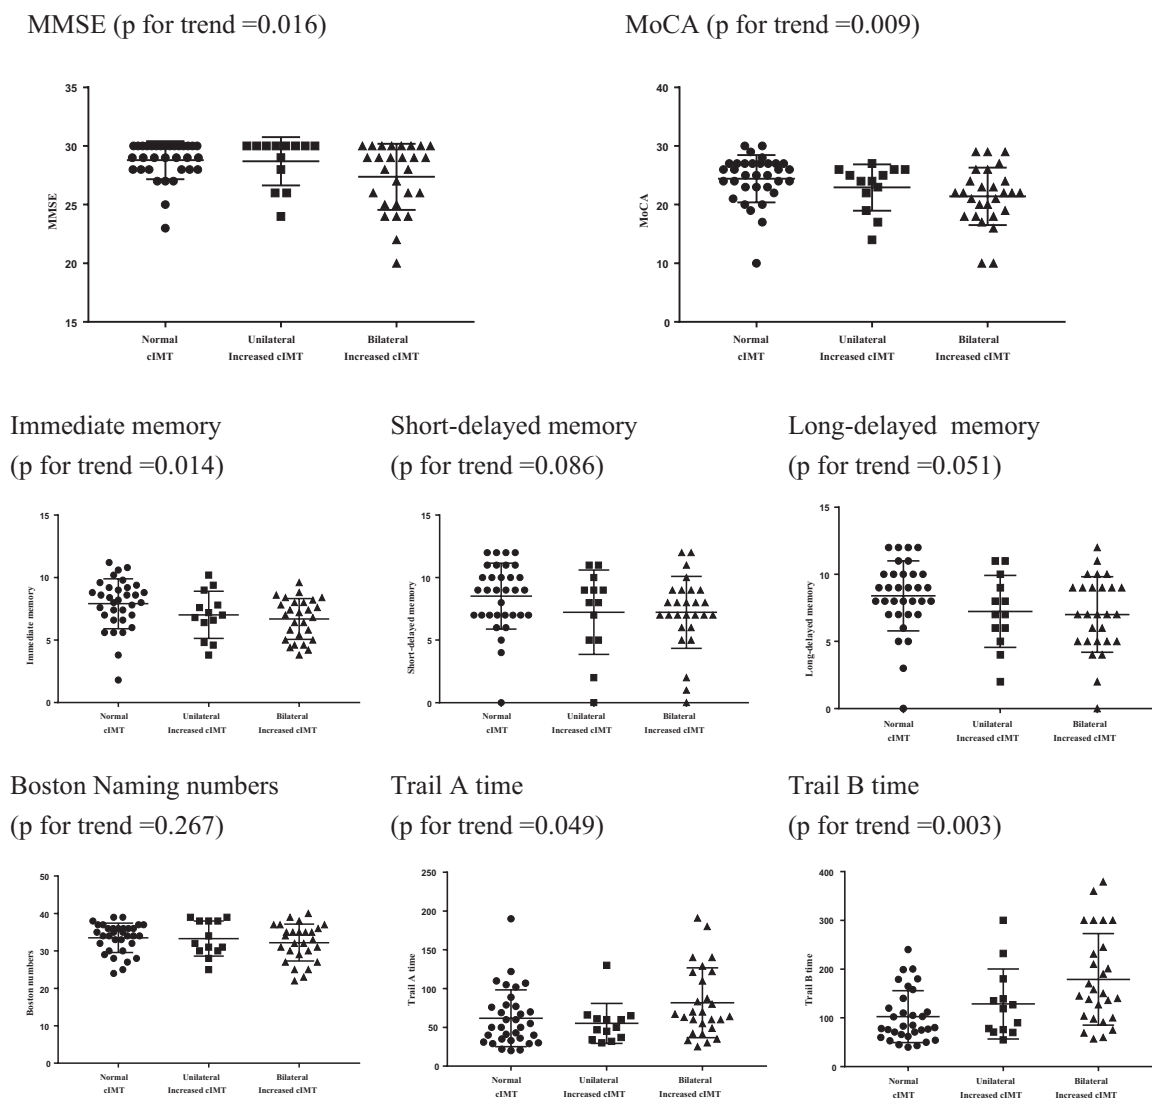 MMSE (p for trend =0.016)
MoCA (p for trend =0.009)
35
30
25
20
15
MMSE
Normal
cIMT
Unilateral
Increased cIMT
Bilateral
Increased cIMT
40
30
20
10
0
MoCA
Normal
cIMT
Unilateral
Increased cIMT
Bilateral
Increased cIMT
Immediate memory
(p for trend =0.014)
Short-delayed memory
(p for trend =0.086)
Long-delayed memory
(p for trend =0.051)
15
10
5
0
Immediate memory
Normal
cIMT
Unilateral
Increased cIMT
Bilateral
Increased cIMT
15
10
5
0
Short-delayed memory
Normal
cIMT
Unilateral
Increased cIMT
Bilateral
Increased cIMT
15
10
5
0
Long-delayed memory
Normal
cIMT
Unilateral
Increased cIMT
Bilateral
Increased cIMT
Boston Naming numbers
(p for trend =0.267)
Trail A time
(p for trend =0.049)
Trail B time
(p for trend =0.003)
50
40
30
20
10
0
Boston numbers
Normal
cIMT
Unilateral
Increased cIMT
Bilateral
Increased cIMT
250
200
150
100
50
0
Trail A time
Normal
cIMT
Unilateral
Increased cIMT
Bilateral
Increased cIMT
400
300
200
100
0
Trail B time
Normal
cIMT
Unilateral
Increased cIMT
Bilateral
Increased cIMT